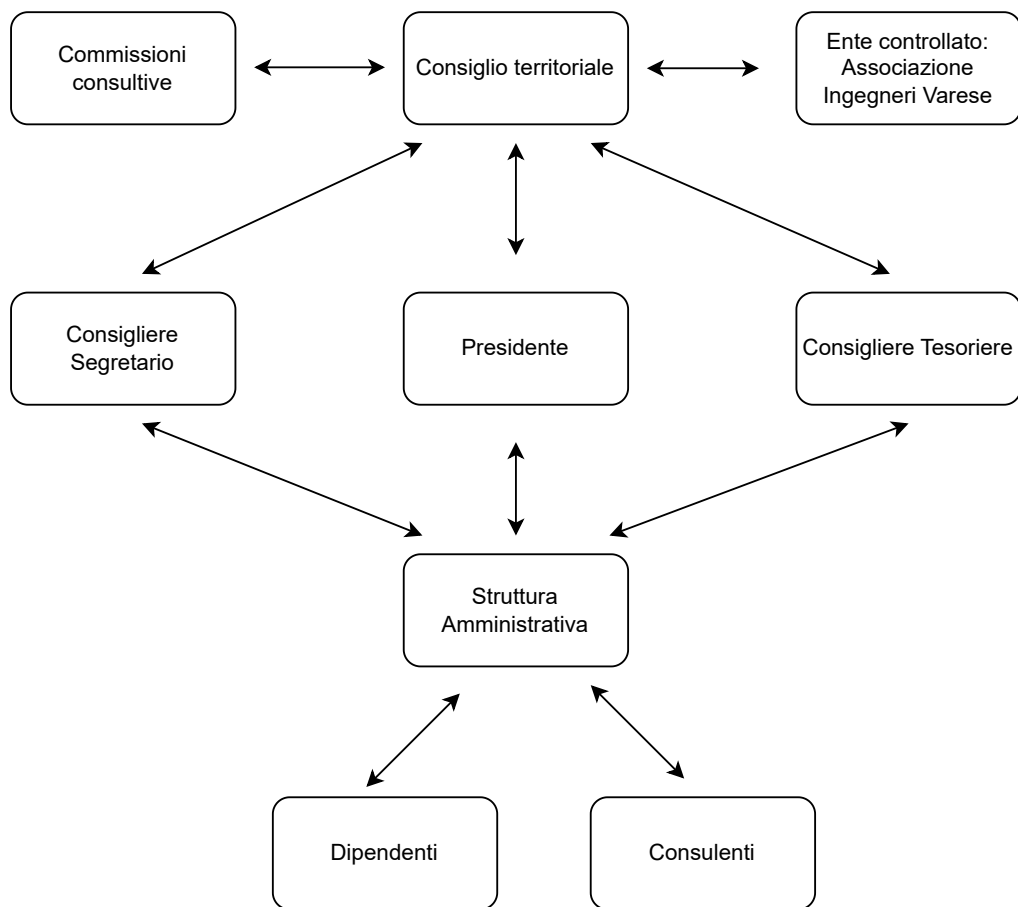 Commissioni
consultive
Consiglio territoriale
Ente controllato:
Associazione
Ingegneri Varese
Consigliere
Segretario
Presidente
Consigliere Tesoriere
Struttura
Amministrativa
Dipendenti
Consulenti